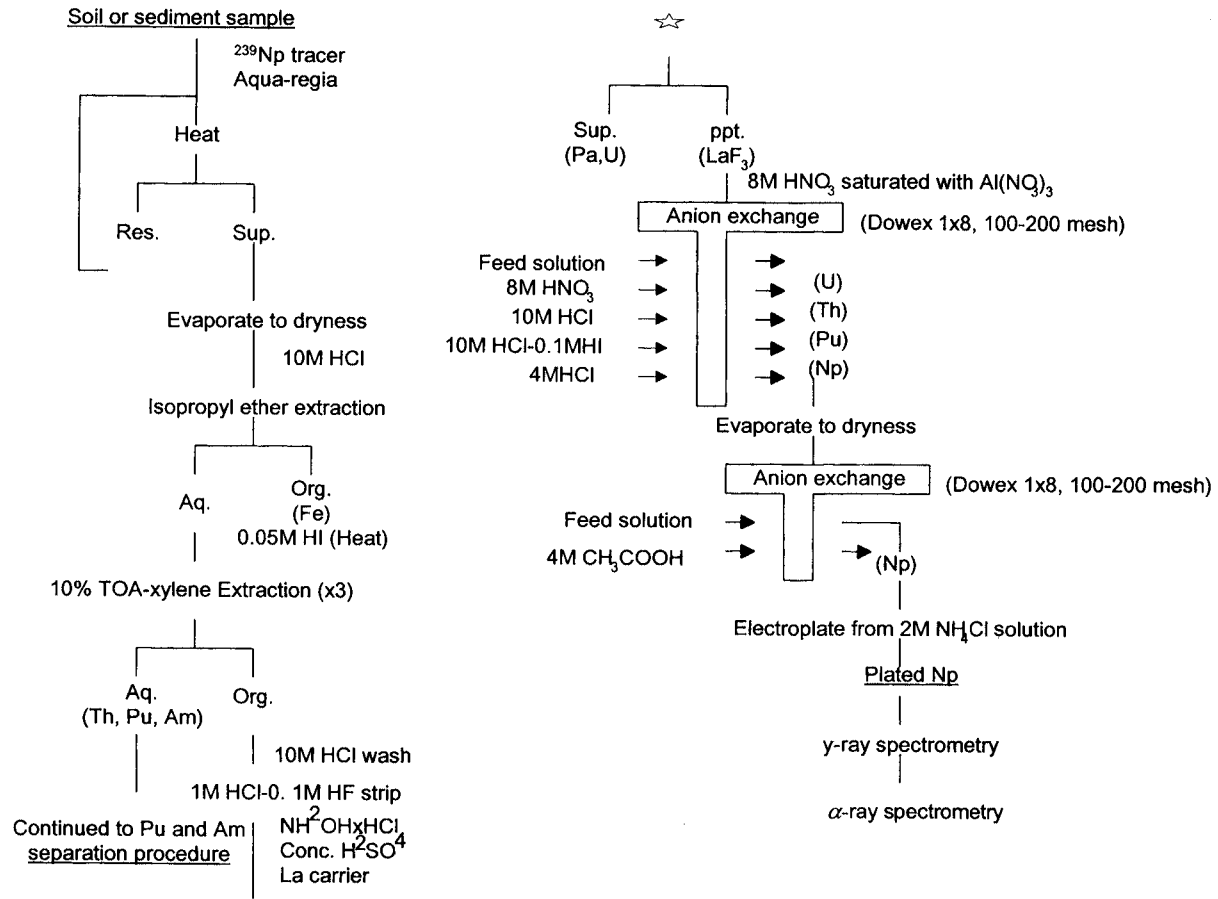 Soil or sediment sample
²³⁹Np tracer
Aqua-regia
Heat
Res.
Sup.
Evaporate to dryness
10M HCl
Isopropyl ether extraction
Aq.
Org.
(Fe)
0.05M HI (Heat)
10% TOA-xylene Extraction (x3)
Aq.
(Th, Pu, Am)
Org.
10M HCl wash
1M HCl-0. 1M HF strip
Continued to Pu and Am
separation procedure
NH²OHxHCl
Conc. H²SO⁴
La carrier
Sup.
(Pa,U)
ppt.
(LaF₃)
8M HNO₃ saturated with Al(NO₃)₃
Anion exchange
(Dowex 1x8, 100-200 mesh)
Feed solution
8M HNO₃
(U)
10M HCl
(Th)
10M HCl-0.1MHI
(Pu)
4MHCl
(Np)
Evaporate to dryness
Anion exchange
(Dowex 1x8, 100-200 mesh)
Feed solution
4M CH₃COOH
(Np)
Electroplate from 2M NH₄Cl solution
Plated Np
y-ray spectrometry
α-ray spectrometry